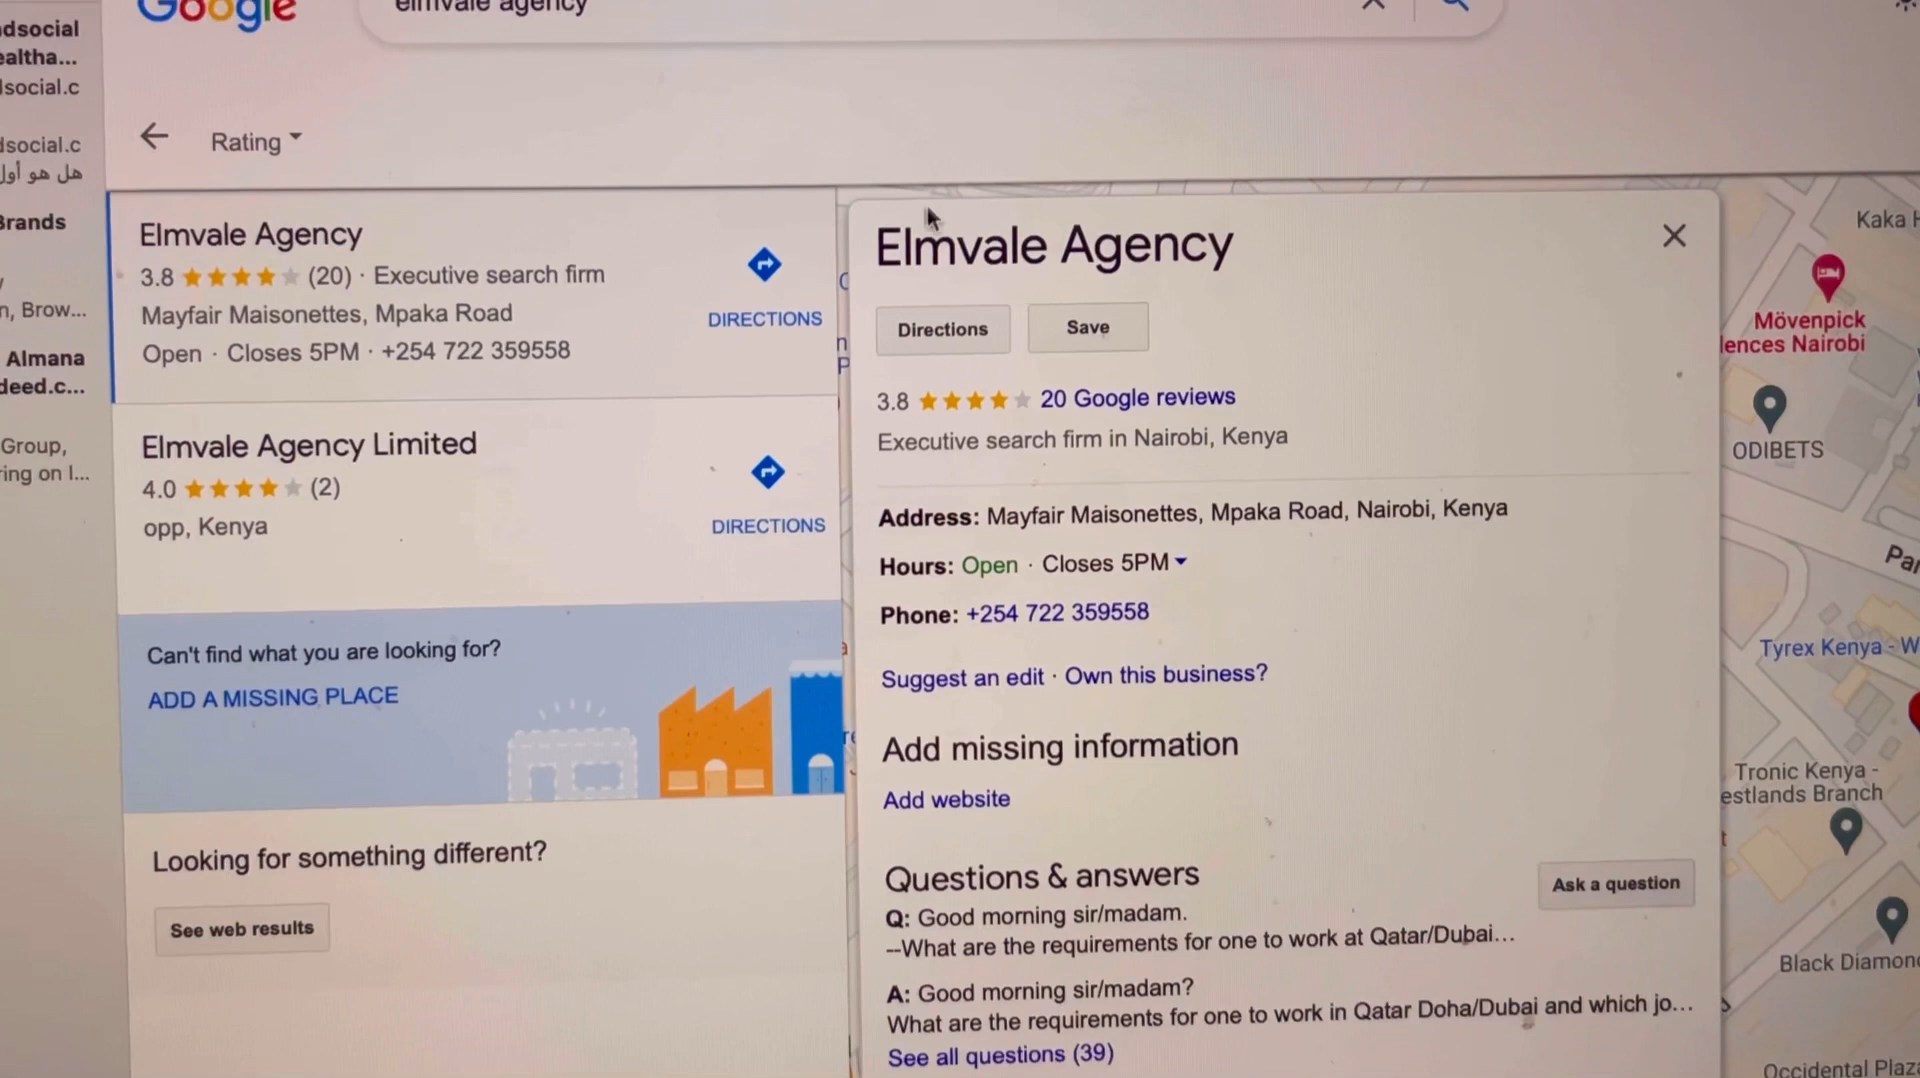 Google
elmvale agency
dsocial
ealtha...
dsocial.c
dsocial.c
هل هو أول
Brands
n, Brow...
Almana
deed.c...
Group,
ring on l...
Rating
Elmvale Agency
3.8 (20) · Executive search firm
Mayfair Maisonettes, Mpaka Road
Open · Closes 5PM · +254 722 359558
DIRECTIONS
Elmvale Agency Limited
4.0 (2)
opp, Kenya
DIRECTIONS
Can't find what you are looking for?
ADD A MISSING PLACE
Looking for something different?
See web results
Elmvale Agency
Directions
Save
3.8 20 Google reviews
Executive search firm in Nairobi, Kenya
Address: Mayfair Maisonettes, Mpaka Road, Nairobi, Kenya
Hours: Open · Closes 5PM
Phone: +254 722 359558
Suggest an edit · Own this business?
Add missing information
Add website
Questions & answers
Ask a question
Q: Good morning sir/madam.
--What are the requirements for one to work at Qatar/Dubai...
A: Good morning sir/madam?
What are the requirements for one to work in Qatar Doha/Dubai and which jo...
See all questions (39)
Kaka H
Mövenpick
lences Nairobi
ODIBETS
Par
Tyrex Kenya - W
Tronic Kenya -
estlands Branch
Black Diamond
Occidental Plaza